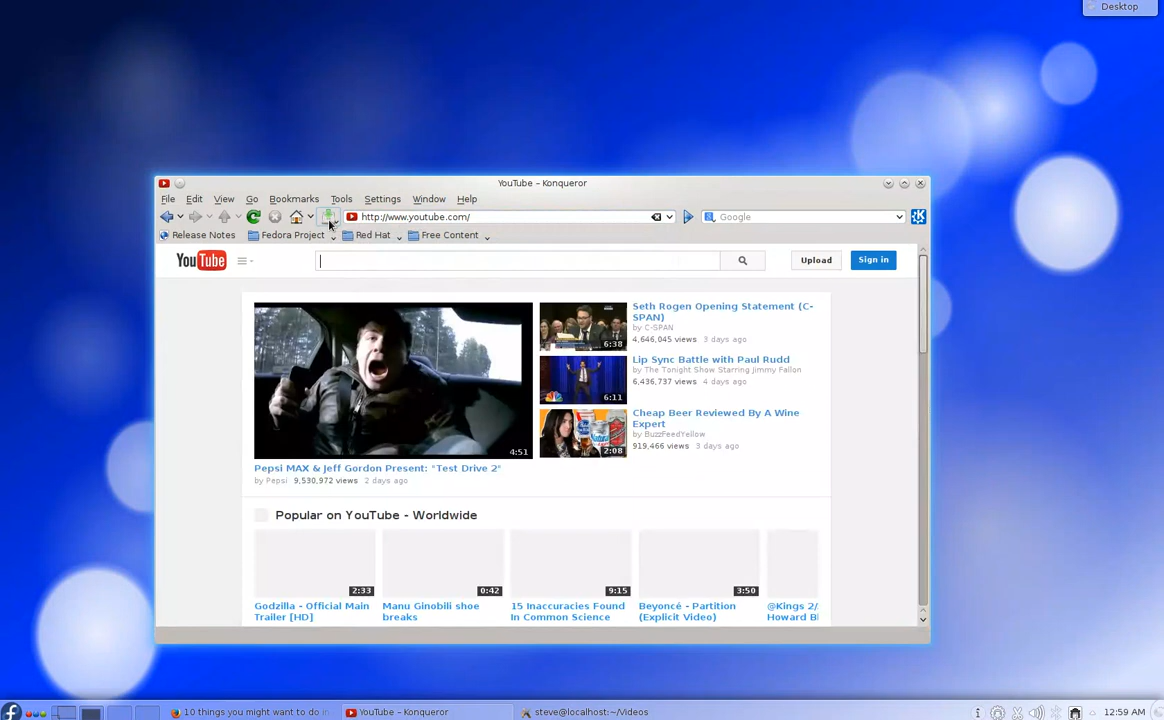 Desktop
YouTube – Konqueror
File Edit View Go Bookmarks Tools Settings Window Help
http://www.youtube.com/ Google
Release Notes Fedora Project Red Hat Free Content
YouTube Upload Sign in
Seth Rogen Opening Statement (C-
SPAN)
by C-SPAN
4,646,045 views 3 days ago
6:38
Lip Sync Battle with Paul Rudd
by The Tonight Show Starring Jimmy Fallon
6,436,737 views 4 days ago
6:11
Cheap Beer Reviewed By A Wine
Expert
by BuzzFeedYellow
919,466 views 3 days ago
2:08
4:51
Pepsi MAX & Jeff Gordon Present: "Test Drive 2"
by Pepsi 9,530,972 views 2 days ago
Popular on YouTube - Worldwide
2:33 0:42 9:15 3:50
Godzilla - Official Main
Trailer [HD]
Manu Ginobili shoe
breaks
15 Inaccuracies Found
In Common Science
Beyoncé - Partition
(Explicit Video)
@Kings 2/
Howard B
10 things you might want to do i YouTube – Konqueror steve@localhost:~/Videos 12:59 AM